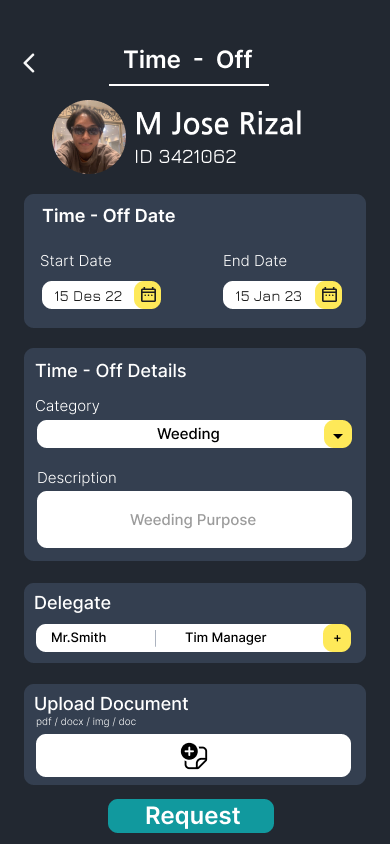 Time - Off
M Jose Rizal
ID 3421062
Time - Off Date
Start Date End Date
15 Des 22 15 Jan 23
Time - Off Details
Category
Weeding
Description
Weeding Purpose
Delegate
Mr.Smith Tim Manager +
Upload Document
pdf / docx / img / doc
Request